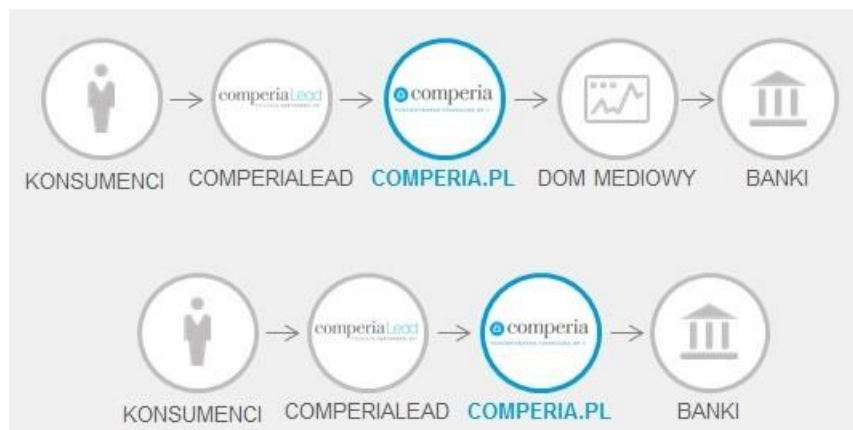 comperiaLead
comperia
KONSUMENCI COMPERIALEAD COMPERIA.PL DOM MEDIOWY BANKI
comperiaLead
comperia
KONSUMENCI COMPERIALEAD COMPERIA.PL BANKI